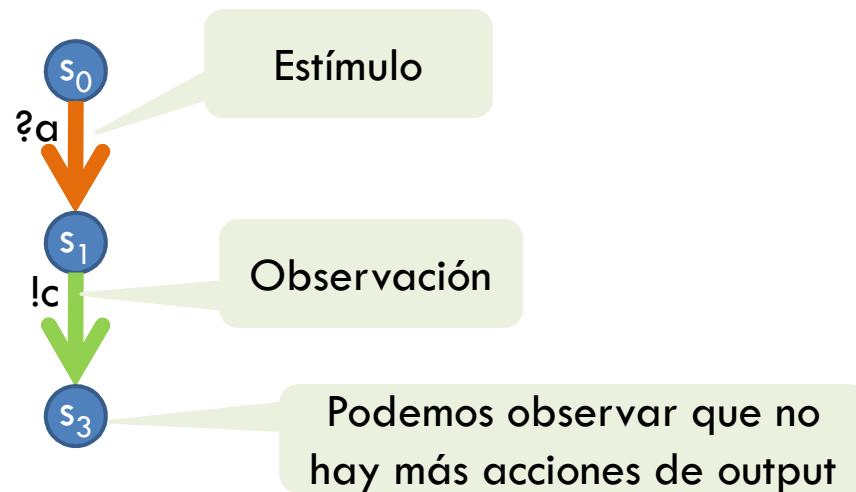 s₀
Estímulo
?a
s₁
Observación
!c
s₃
Podemos observar que no
hay más acciones de output